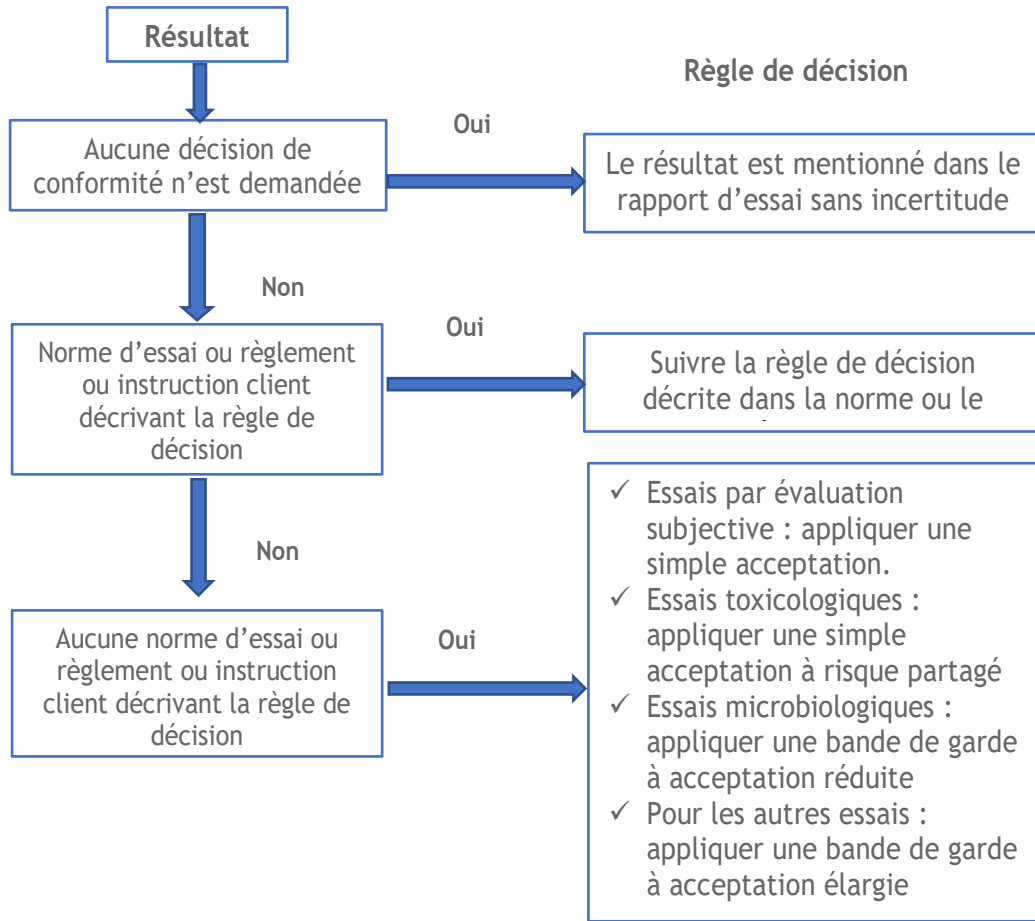 Résultat
Règle de décision
Oui
Aucune décision de
conformité n’est demandée
Le résultat est mentionné dans le
rapport d’essai sans incertitude
Non
Oui
Norme d’essai ou règlement
ou instruction client
décrivant la règle de
décision
Suivre la règle de décision
décrite dans la norme ou le
Non
Oui
Aucune norme d’essai ou
règlement ou instruction
client décrivant la règle de
décision
✓ Essais par évaluation
subjective : appliquer une
simple acceptation.
✓ Essais toxicologiques :
appliquer une simple
acceptation à risque partagé
✓ Essais microbiologiques :
appliquer une bande de garde
à acceptation réduite
✓ Pour les autres essais :
appliquer une bande de garde
à acceptation élargie